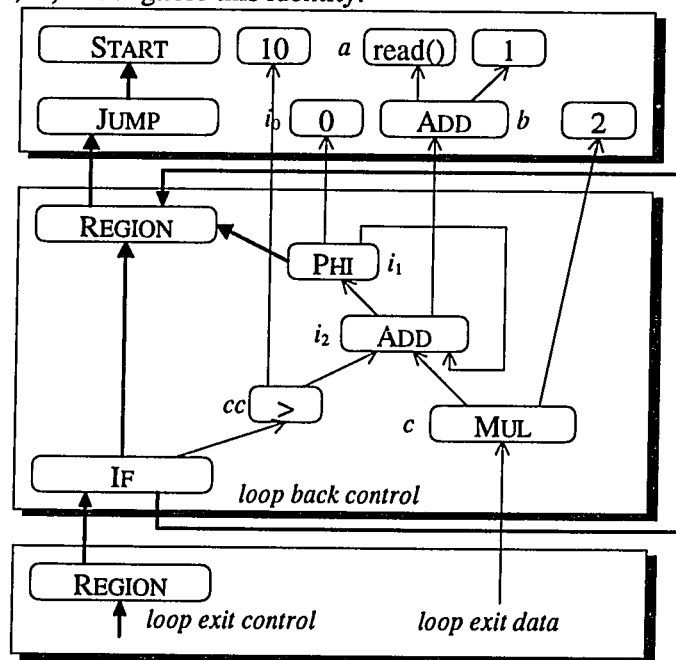 START 10 a read() 1
JUMP i₀ 0 ADD b 2
REGION
PHI i₁
i₂ ADD
cc >
c MUL
IF
loop back control
REGION
loop exit control loop exit data